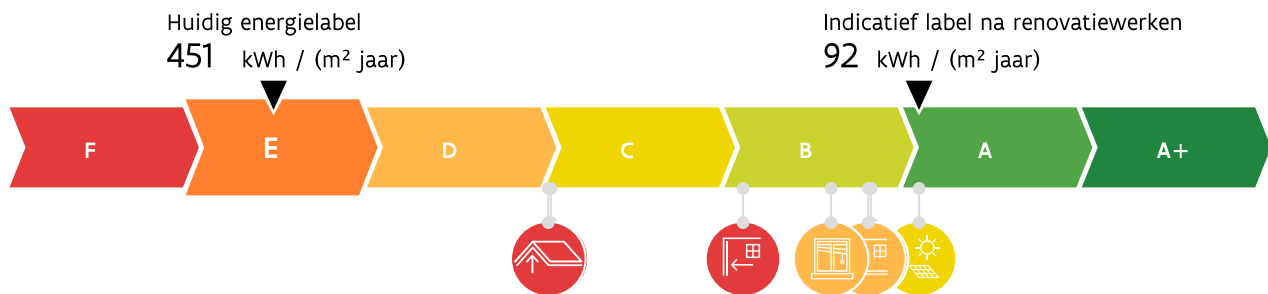 Huidig energielabel
451 kWh / (m² jaar)
Indicatief label na renovatiewerken
92 kWh / (m² jaar)
F
E
D
C
B
A
A+